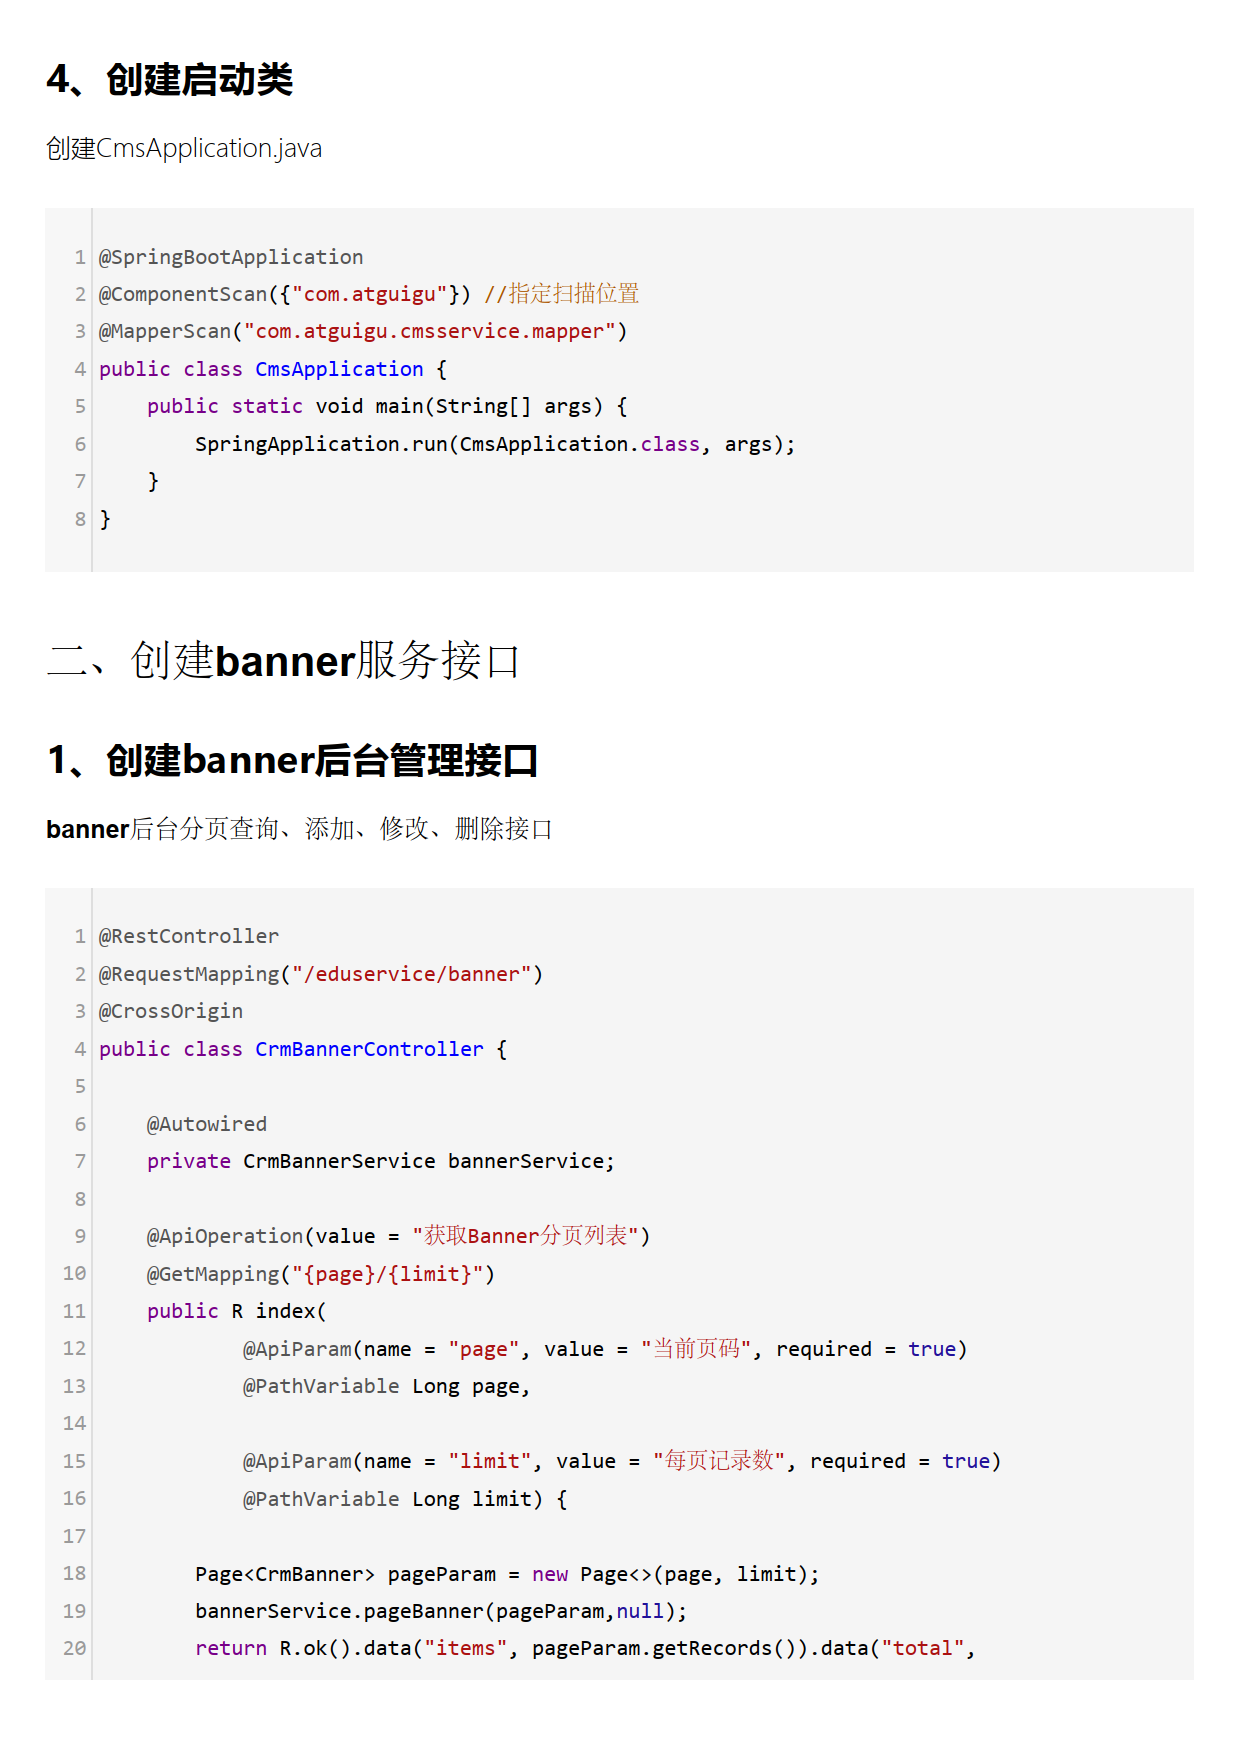 4、创建启动类
创建CmsApplication.java
1 @SpringBootApplication
2 @ComponentScan({"com.atguigu"}) //指定扫描位置
3 @MapperScan("com.atguigu.cmsservice.mapper")
4 public class CmsApplication {
5     public static void main(String[] args) {
6         SpringApplication.run(CmsApplication.class, args);
7     }
8 }
二、创建banner服务接口
1、创建banner后台管理接口
banner后台分页查询、添加、修改、删除接口
1 @RestController
2 @RequestMapping("/eduservice/banner")
3 @CrossOrigin
4 public class CrmBannerController {
5
6     @Autowired
7     private CrmBannerService bannerService;
8
9     @ApiOperation(value = "获取Banner分页列表")
10     @GetMapping("{page}/{limit}")
11     public R index(
12             @ApiParam(name = "page", value = "当前页码", required = true)
13             @PathVariable Long page,
14
15             @ApiParam(name = "limit", value = "每页记录数", required = true)
16             @PathVariable Long limit) {
17
18         Page<CrmBanner> pageParam = new Page<>(page, limit);
19         bannerService.pageBanner(pageParam,null);
20         return R.ok().data("items", pageParam.getRecords()).data("total",